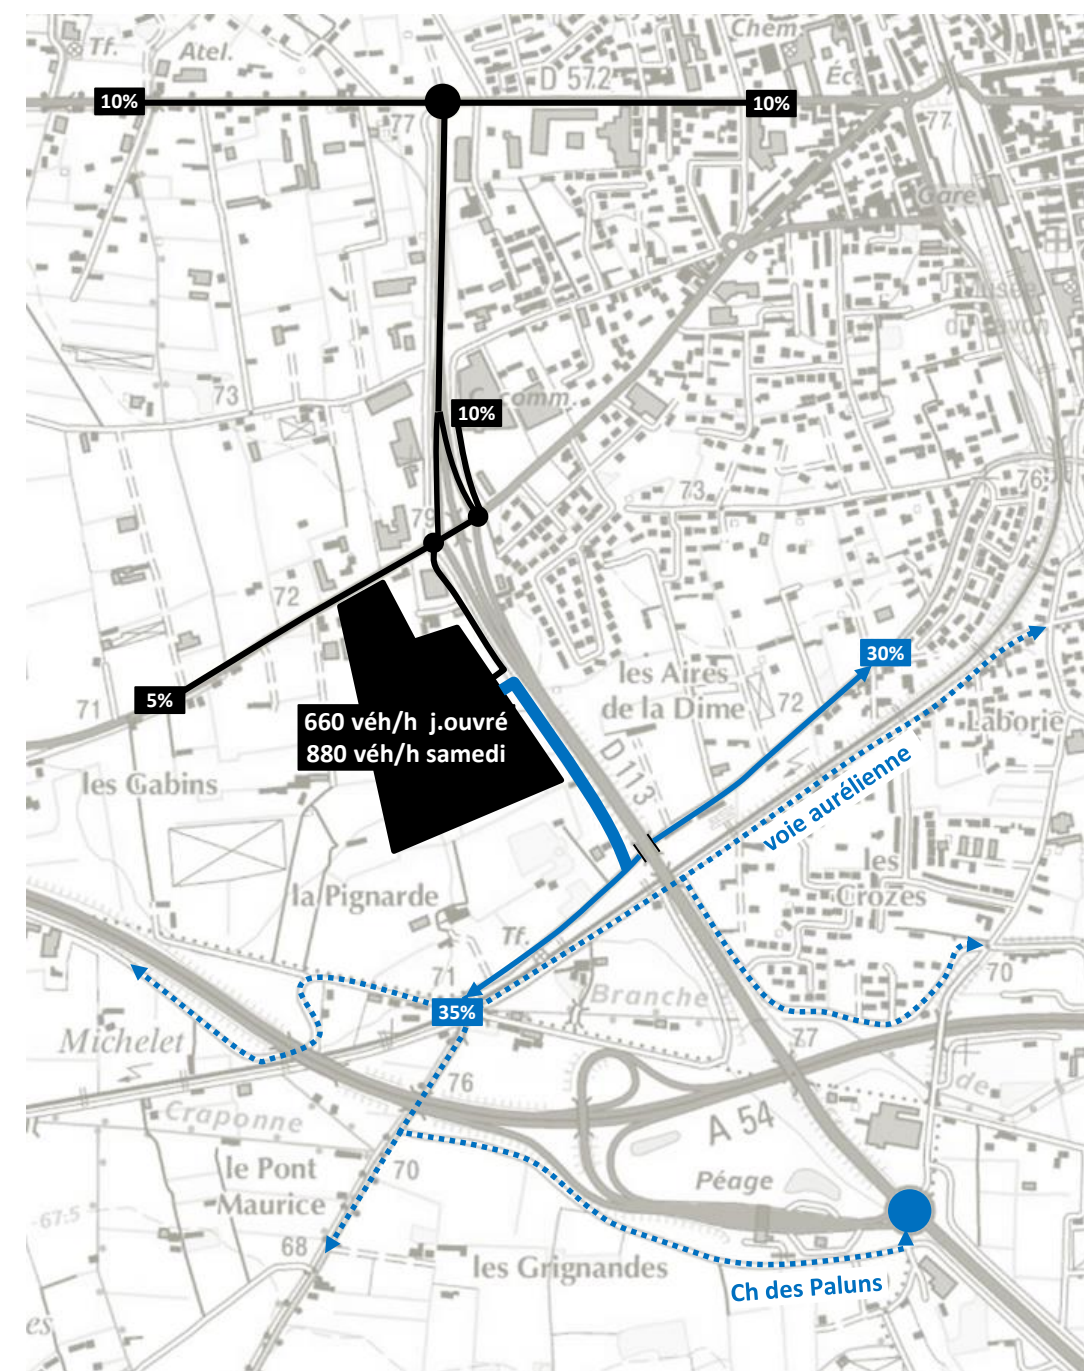 Tf.
Atel.
Chem
Éc.
D 572
10%
10%
77
77
Gare
73
10%
comm.
79
73
76
72
30%
les Aires
de la Dime
72
71
5%
660 véh/h j.ouvré
880 véh/h samedi
Laborie
D 113
les Gabins
voie aurélienne
les
Crozes
la Pignarde
Tf.
71
Branche
70
35%
Michelet
77
76
de
Craponne
A 54
le Pont
Maurice
70
Péage
67.5
68
les Grignandes
Ch des Paluns
es